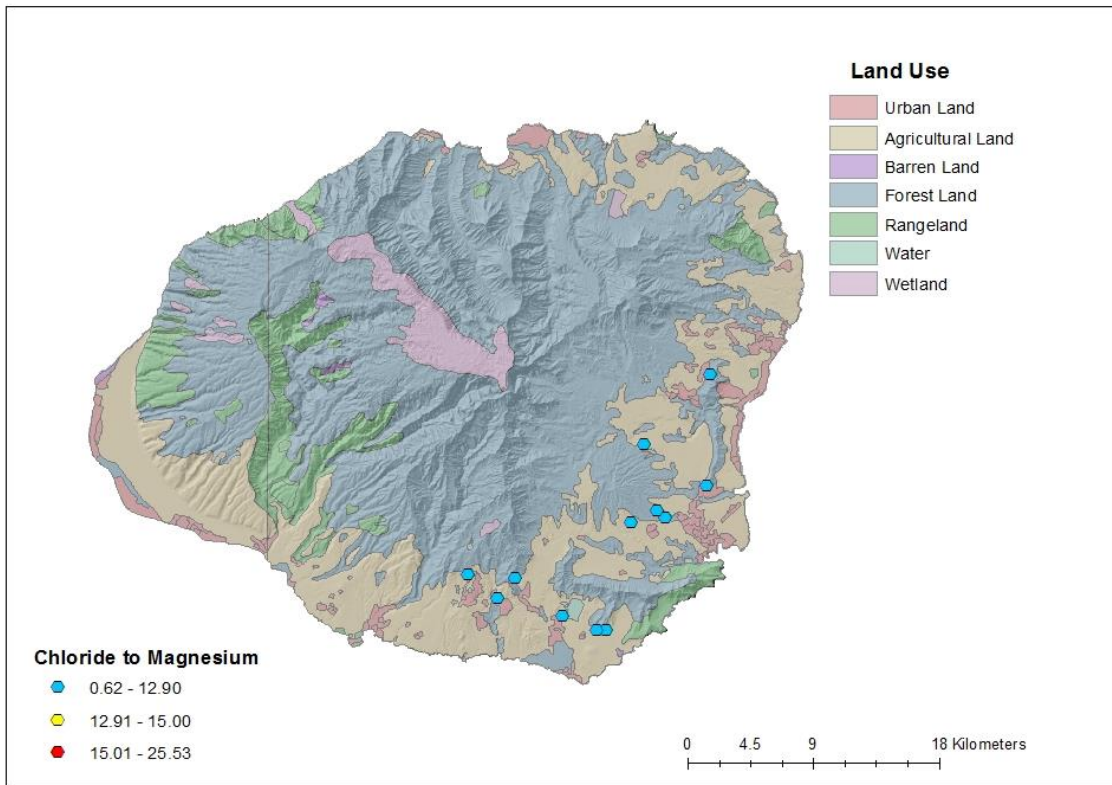 Land Use
Urban Land
Agricultural Land
Barren Land
Forest Land
Rangeland
Water
Wetland
Chloride to Magnesium
0.62 - 12.90
12.91 - 15.00
15.01 - 25.53
0 4.5 9 18 Kilometers